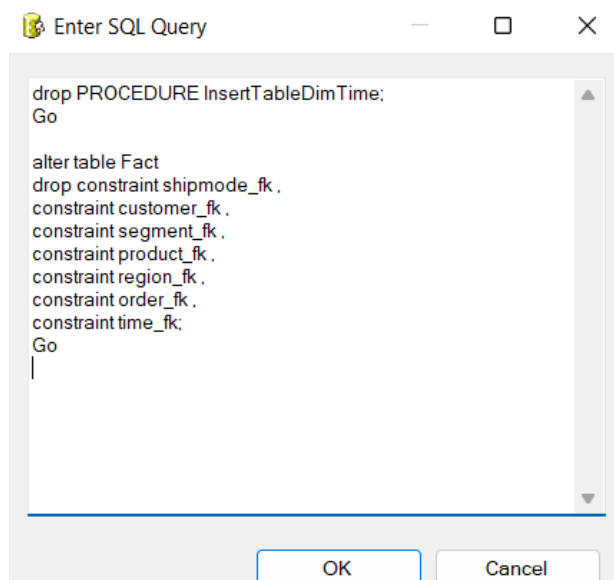 Enter SQL Query
drop PROCEDURE InsertTableDimTime;
Go
alter table Fact
drop constraint shipmode_fk ,
constraint customer_fk ,
constraint segment_fk ,
constraint product_fk ,
constraint region_fk ,
constraint order_fk ,
constraint time_fk;
Go
OK
Cancel